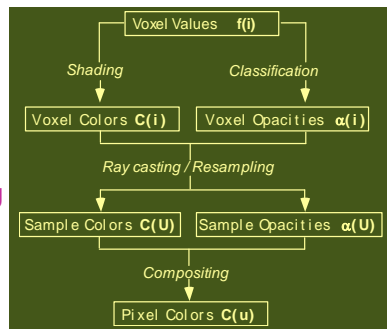 Voxel Values f(i)
Shading Classification
Voxel Colors C(i) Voxel Opacities α(i)
Ray casting / Resampling
Sample Colors C(U) Sample Opacities α(U)
Compositing
Pixel Colors C(u)